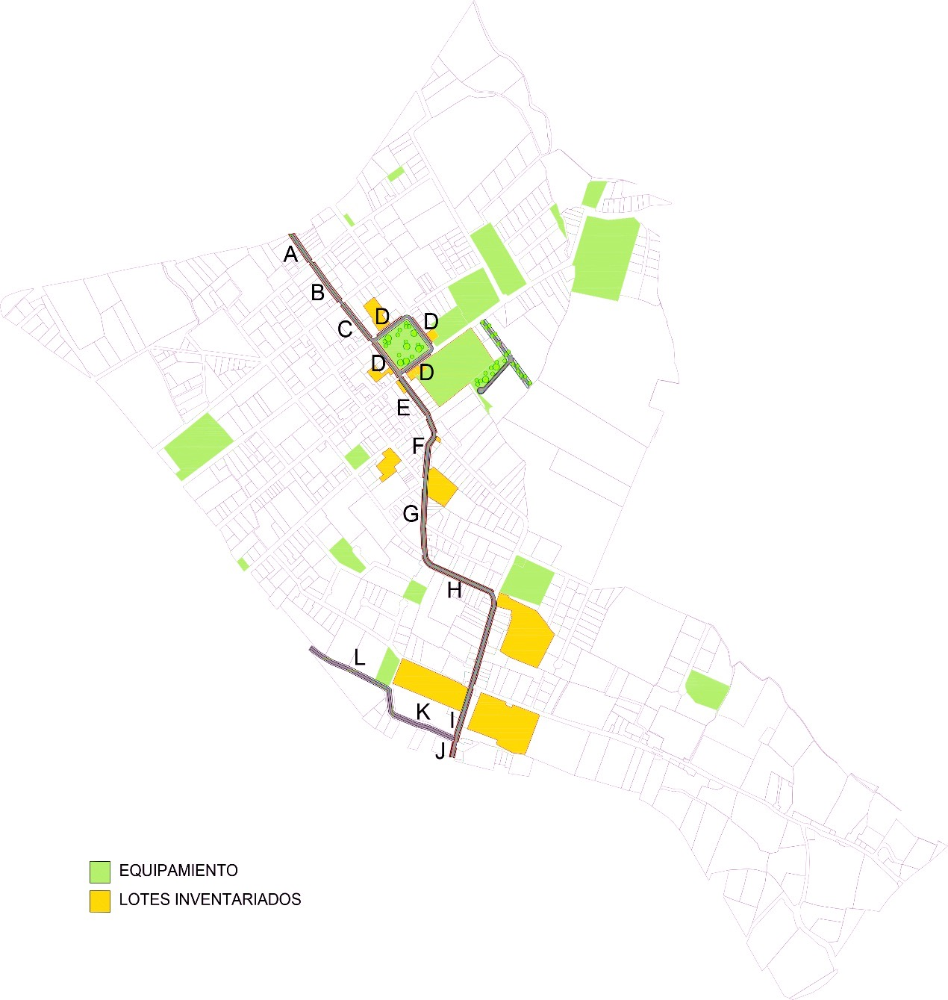 A
B
C
D
D
D
D
E
F
G
H
L
K
I
J
EQUIPAMIENTO
LOTES INVENTARIADOS